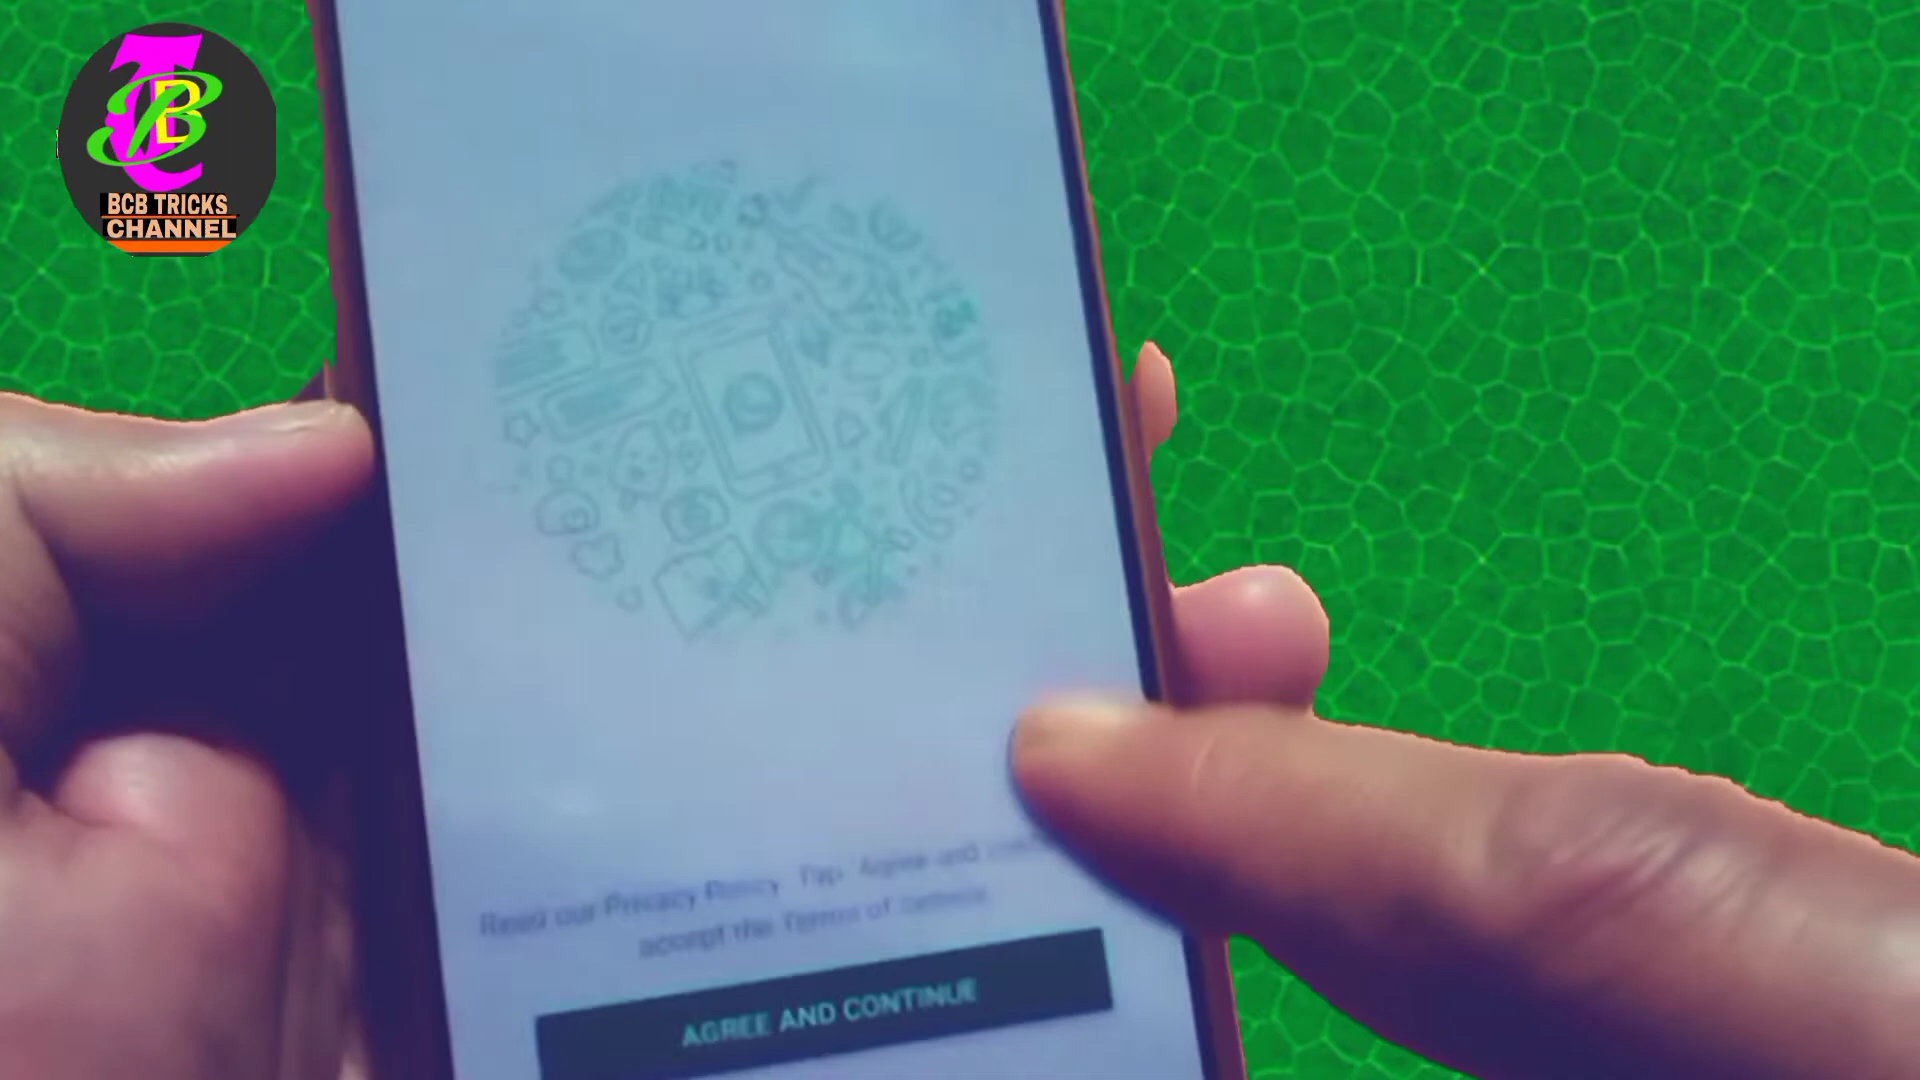 BCB TRICKS
CHANNEL
Read our Privacy Policy. Tap "Agree and
accept the Terms of Service
AGREE AND CONTINUE